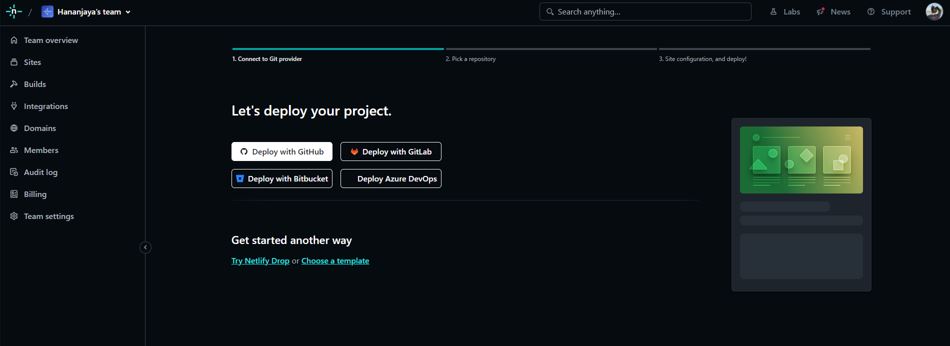 / Hananjaya's team
Search anything...
Labs
News
Support
Team overview
Sites
Builds
Integrations
Domains
Members
Audit log
Billing
Team settings
1. Connect to Git provider
2. Pick a repository
3. Site configuration, and deploy!
Let's deploy your project.
Deploy with GitHub
Deploy with GitLab
Deploy with Bitbucket
Deploy Azure DevOps
Get started another way
Try Netlify Drop or Choose a template